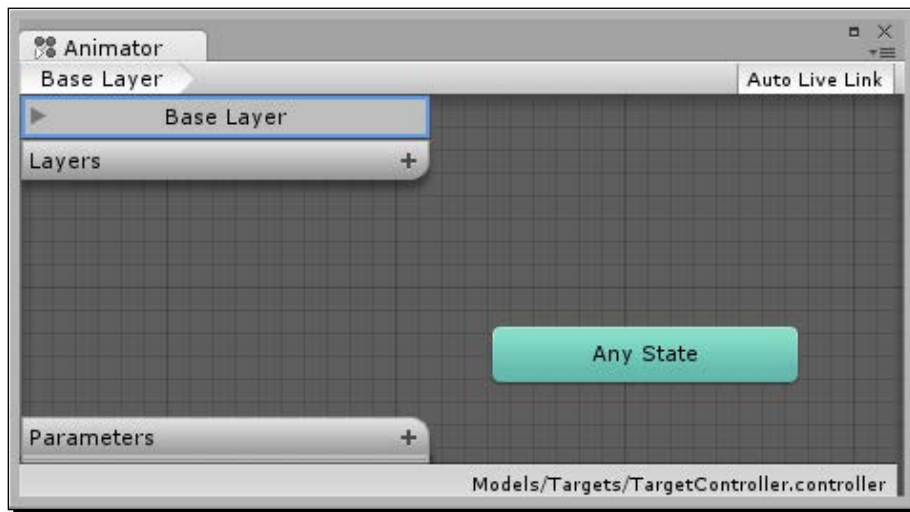 Animator
Base Layer
Auto Live Link
Base Layer
Layers
+
Any State
Parameters
+
Models/Targets/TargetController.controller